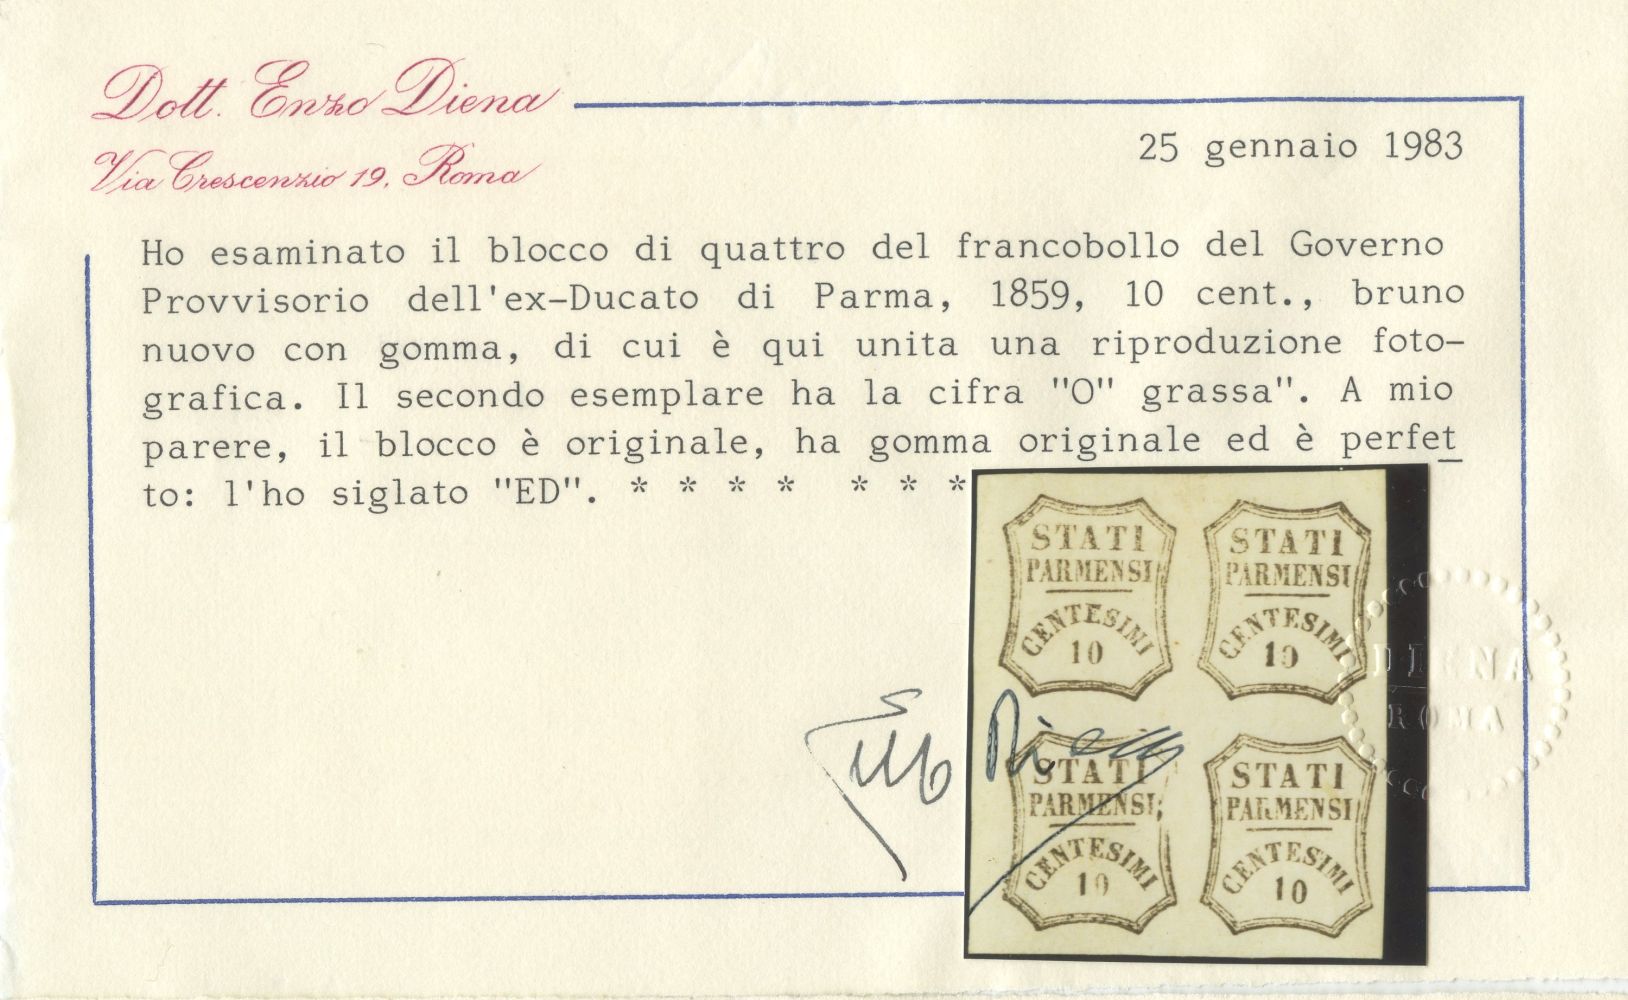 Dott. Enzo Diena
Via Crescenzio 19, Roma
25 gennaio 1983
Ho esaminato il blocco di quattro del francobollo del Governo
Provvisorio dell'ex-Ducato di Parma, 1859, 10 cent., bruno
nuovo con gomma, di cui è qui unita una riproduzione foto-
grafica. Il secondo esemplare ha la cifra "O" grassa". A mio
parere, il blocco è originale, ha gomma originale ed è perfet
to: l'ho siglato "ED". * * * * * * *
STATI
PARMENSI
CENTESIMI
10
STATI
PARMENSI
CENTESIMI
10
DIENA
ROMA
STATI
PARMENSI
CENTESIMI
10
STATI
PARMENSI
CENTESIMI
10